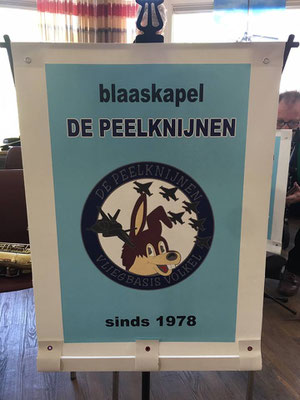 blaaskapel
DE PEELKNIJNEN
DE PEELKNIJNEN
VLIEGBASIS VOLKEL
sinds 1978